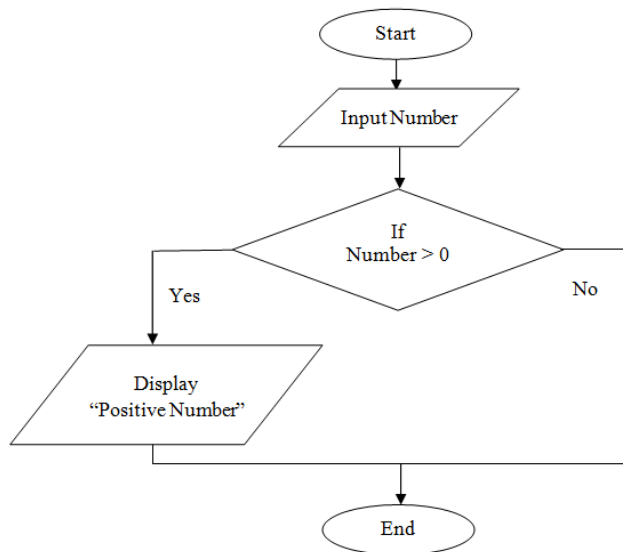 Start
Input Number
If
Number > 0
Yes
No
Display
“Positive Number”
End